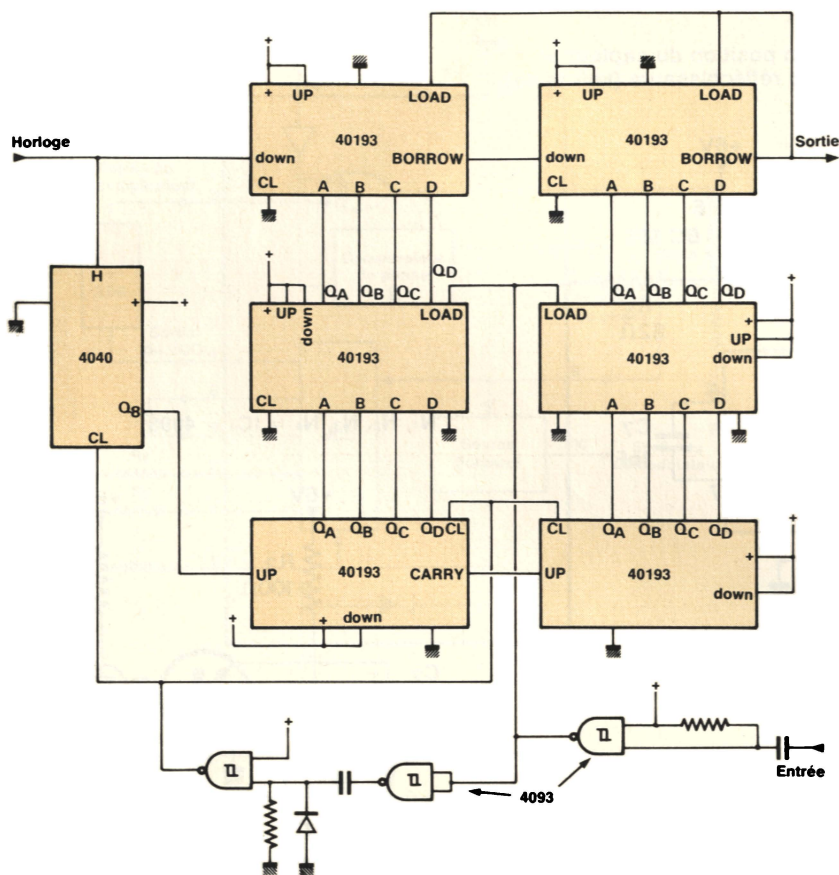 + +
+ UP LOAD + UP LOAD
Horloge 40193 40193 Sortie
down BORROW down BORROW
CL A B C D CL A B C D
H + QA QB QC QD QA QB QC QD +
+ +
4040 + UP down LOAD LOAD + UP down
40193 40193
Q8 CL A B C D A B C D
CL
QA QB QC QD CL CL QA QB QC QD +
UP 40193 CARRY UP 40193 +
+ + down down
+ +
4093 Entrée